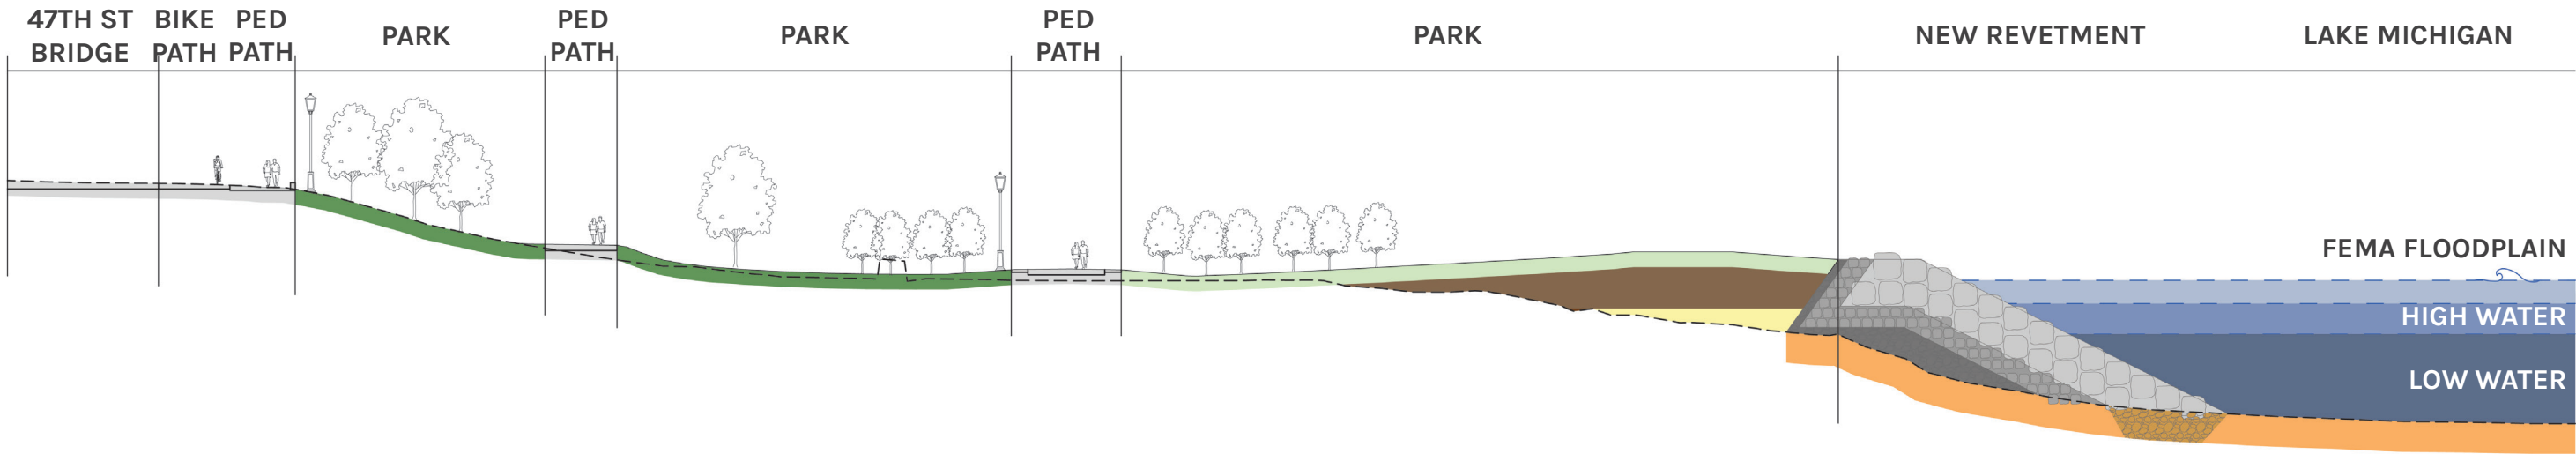 47TH ST
BRIDGE
BIKE
PATH
PED
PATH
PARK
PED
PATH
PARK
PED
PATH
PARK
NEW REVETMENT
LAKE MICHIGAN
FEMA FLOODPLAIN
HIGH WATER
LOW WATER